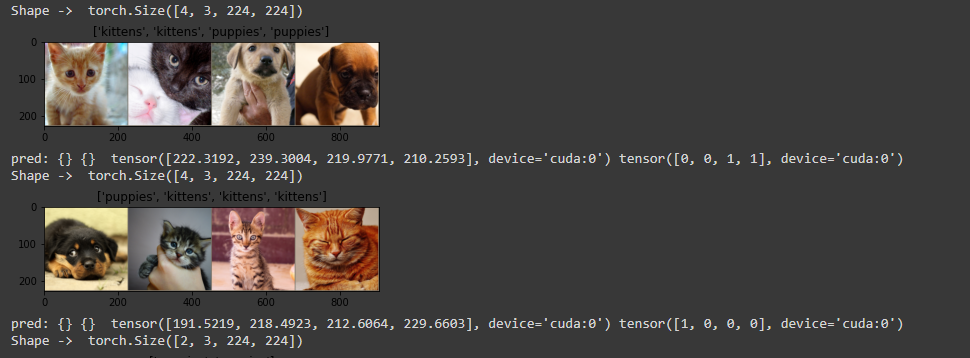 Shape ->  torch.Size([4, 3, 224, 224])
['kittens', 'kittens', 'puppies', 'puppies']
0
100
200
0 200 400 600 800
pred: {} {}  tensor([222.3192, 239.3004, 219.9771, 210.2593], device='cuda:0') tensor([0, 0, 1, 1], device='cuda:0')
Shape ->  torch.Size([4, 3, 224, 224])
['puppies', 'kittens', 'kittens', 'kittens']
0
100
200
0 200 400 600 800
pred: {} {}  tensor([191.5219, 218.4923, 212.6064, 229.6603], device='cuda:0') tensor([1, 0, 0, 0], device='cuda:0')
Shape ->  torch.Size([2, 3, 224, 224])